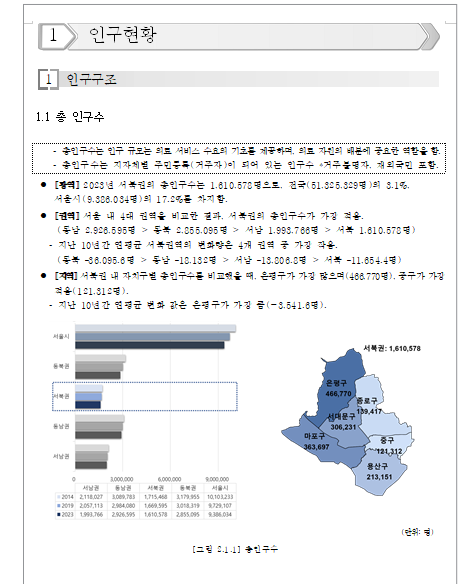 1 인구현황
1 인구구조
1.1 총 인구수
- 총인구수는 인구 규모는 의료 서비스 수요의 기초를 제공하며, 의료 자원의 배분에 중요한 역할을 함.
- 총인구수는 지자체별 주민등록(거주자)이 되어 있는 인구수 *거주불명자, 재외국민 포함.
● [광역] 2023년 서북권의 총인구수는 1,610,578명으로, 전국(51,325,329명)의 3.1%,
서울시(9,386,034명)의 17.2%를 차지함.
● [권역] 서울 내 4대 권역을 비교한 결과, 서북권의 총인구수가 가장 적음.
(동남 2,926,595명 > 동북 2,855,095명 > 서남 1,993,766명 > 서북 1,610,578명)
- 지난 10년간 연평균 서북권역의 변화량은 4개 권역 중 가장 작음.
(동북 -36,095.6명 > 동남 -18,132명 > 서남 -13,806.8명 > 서북 -11,654.4명)
● [지역] 서북권 내 자치구별 총인구수를 비교했을 때, 은평구가 가장 많으며(466,770명), 중구가 가장
적음(121,312명).
- 지난 10년간 연평균 변화 값은 은평구가 가장 큼(-3,541.6명).
서울시
동북권
서북권
동남권
서남권
0 3,000,000 6,000,000 9,000,000
서남권 동남권 서북권 동북권 서울시
2014 2,118,027 3,089,783 1,715,468 3,179,955 10,103,233
2019 2,057,113 2,984,080 1,669,595 3,018,319 9,729,107
2023 1,993,766 2,926,595 1,610,578 2,855,095 9,386,034
서북권: 1,610,578
은평구
466,770
종로구
139,417
서대문구
306,231
마포구
363,697
중구
121,312
용산구
213,151
(단위: 명)
[그림 2.1.1] 총인구수